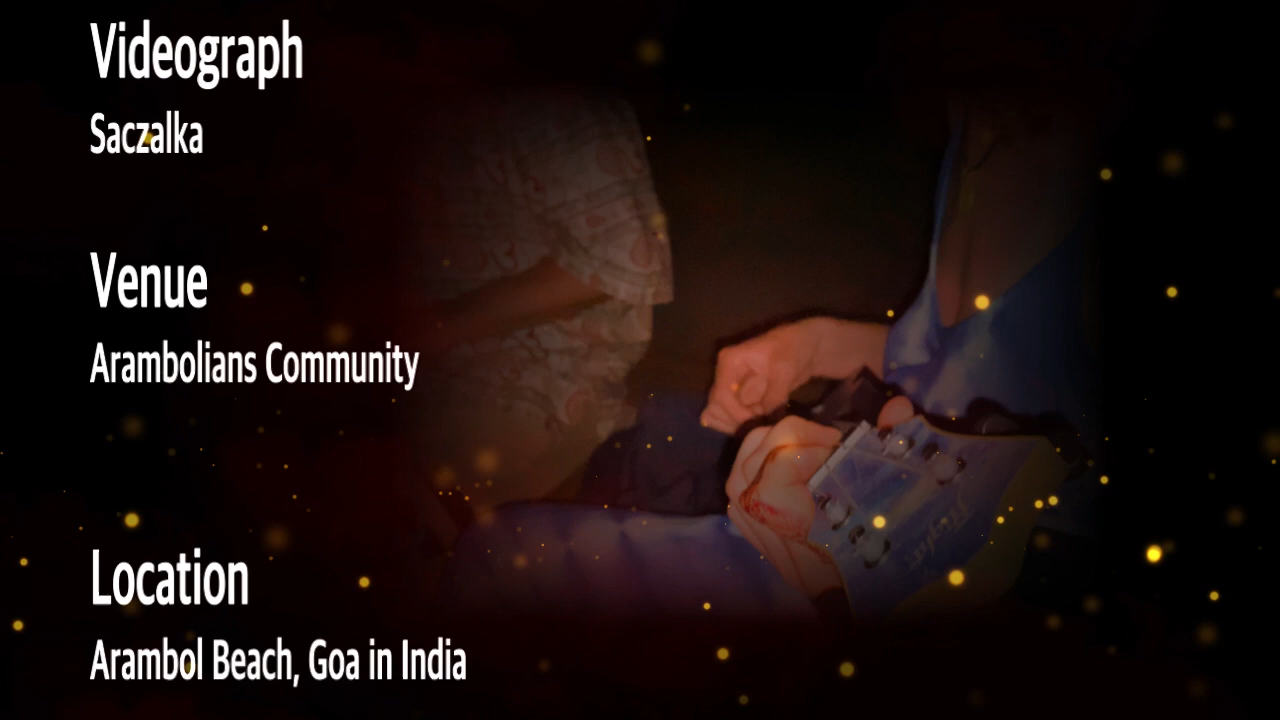 Videograph
Saczalka
Venue
Arambolians Community
Location
Arambol Beach, Goa in India